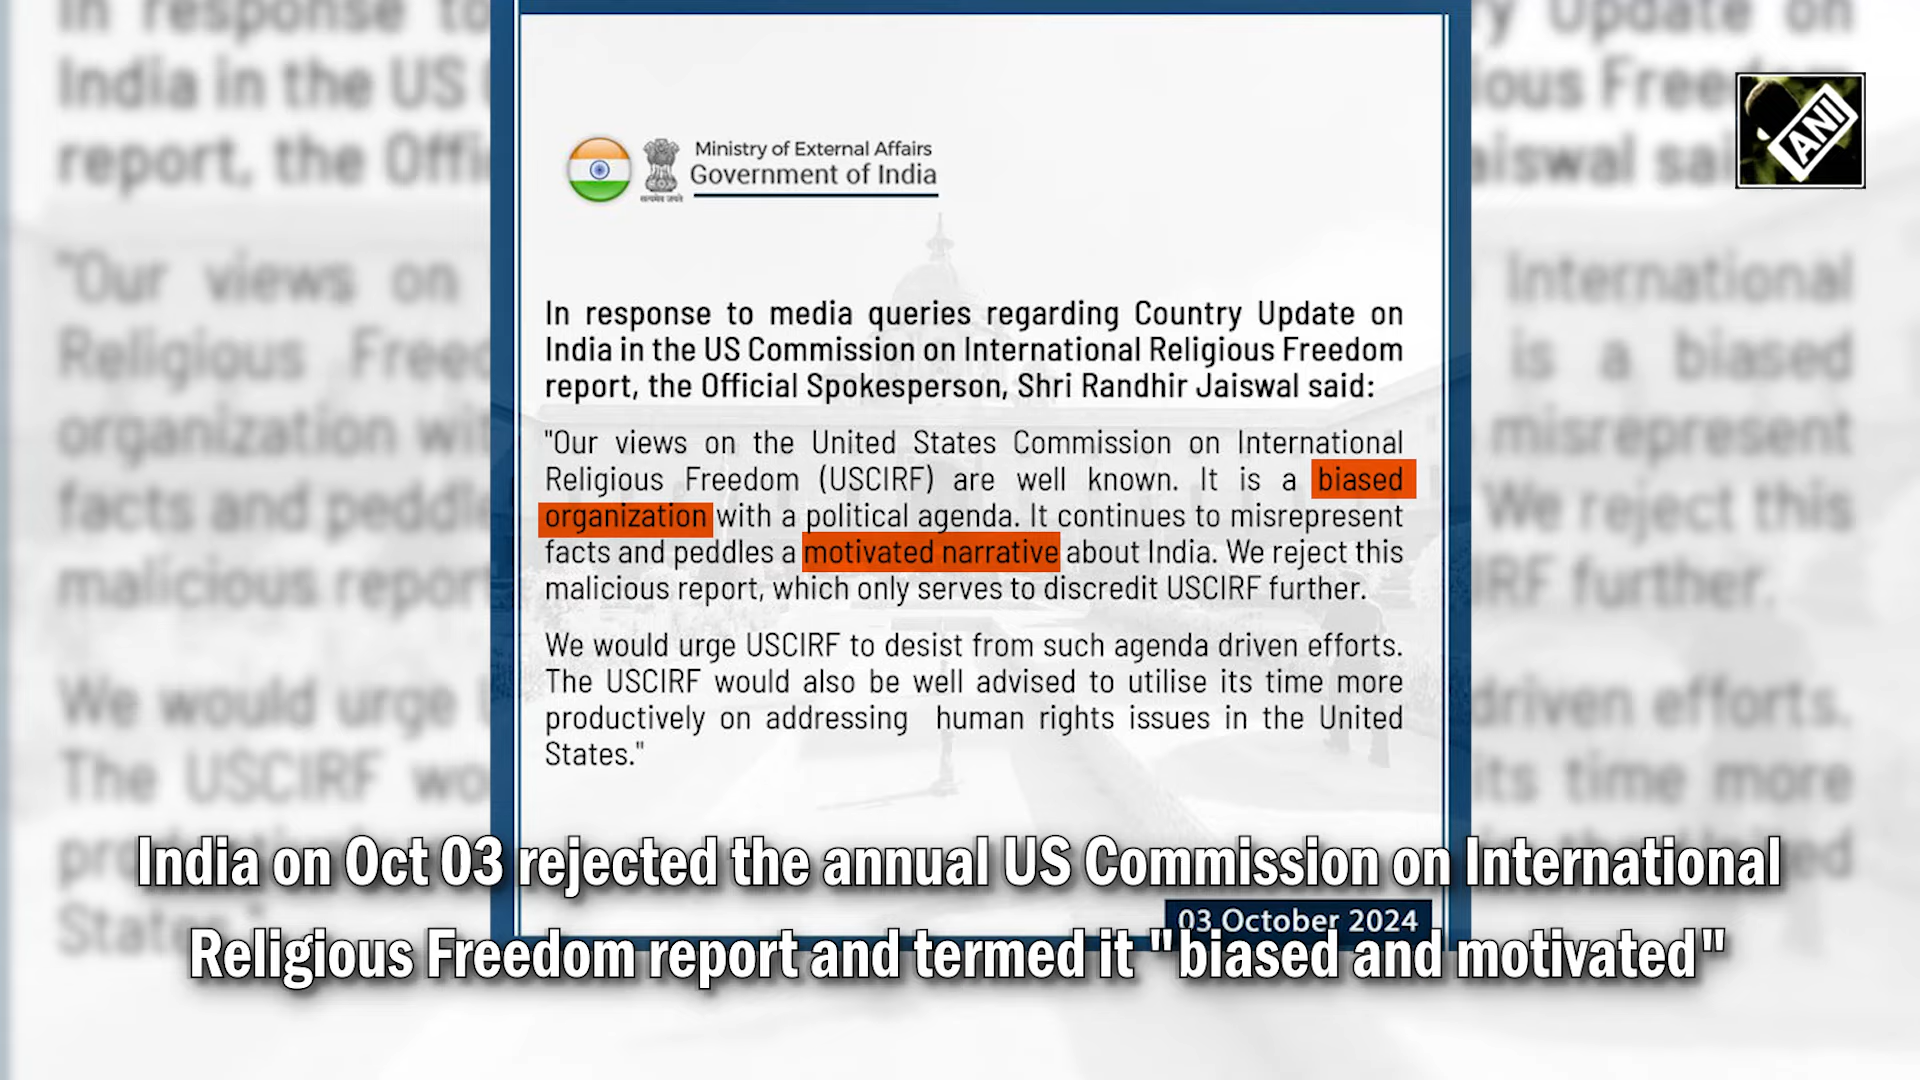 ANI
Ministry of External Affairs
Government of India
सत्यमेव जयते
In response to media queries regarding Country Update on
India in the US Commission on International Religious Freedom
report, the Official Spokesperson, Shri Randhir Jaiswal said:
"Our views on the United States Commission on International
Religious Freedom (USCIRF) are well known. It is a biased
organization with a political agenda. It continues to misrepresent
facts and peddles a motivated narrative about India. We reject this
malicious report, which only serves to discredit USCIRF further.
We would urge USCIRF to desist from such agenda driven efforts.
The USCIRF would also be well advised to utilise its time more
productively on addressing human rights issues in the United
States."
03 October 2024
India on Oct 03 rejected the annual US Commission on International
Religious Freedom report and termed it "biased and motivated"